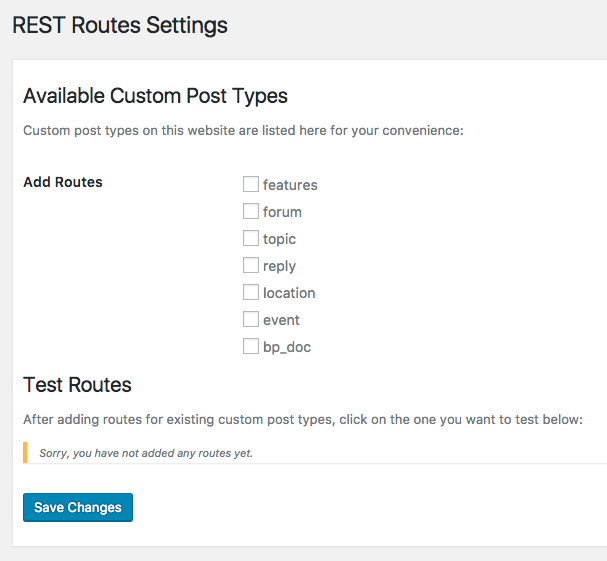 REST Routes Settings
Available Custom Post Types
Custom post types on this website are listed here for your convenience:
Add Routes
features
forum
topic
reply
location
event
bp_doc
Test Routes
After adding routes for existing custom post types, click on the one you want to test below:
Sorry, you have not added any routes yet.
Save Changes